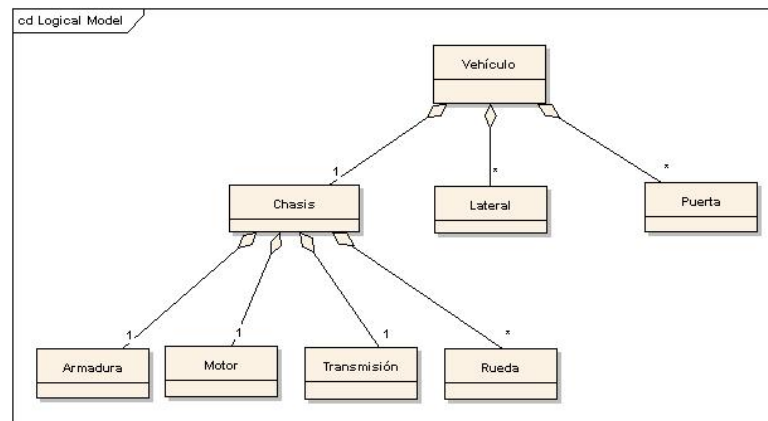 cd Logical Model
Vehículo
1
*
*
Chasis
Lateral
Puerta
1
1
1
*
Armadura
Motor
Transmisión
Rueda